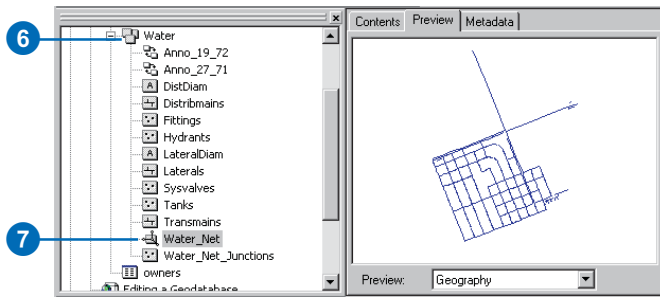 6
Water
Anno_19_72
Anno_27_71
A DistDiam
Distribmains
Fittings
Hydrants
A LateralDiam
Laterals
Sysvalves
Tanks
Transmains
7
Water_Net
Water_Net_Junctions
owners
Editing a Geodatabase
Contents Preview Metadata
Preview: Geography